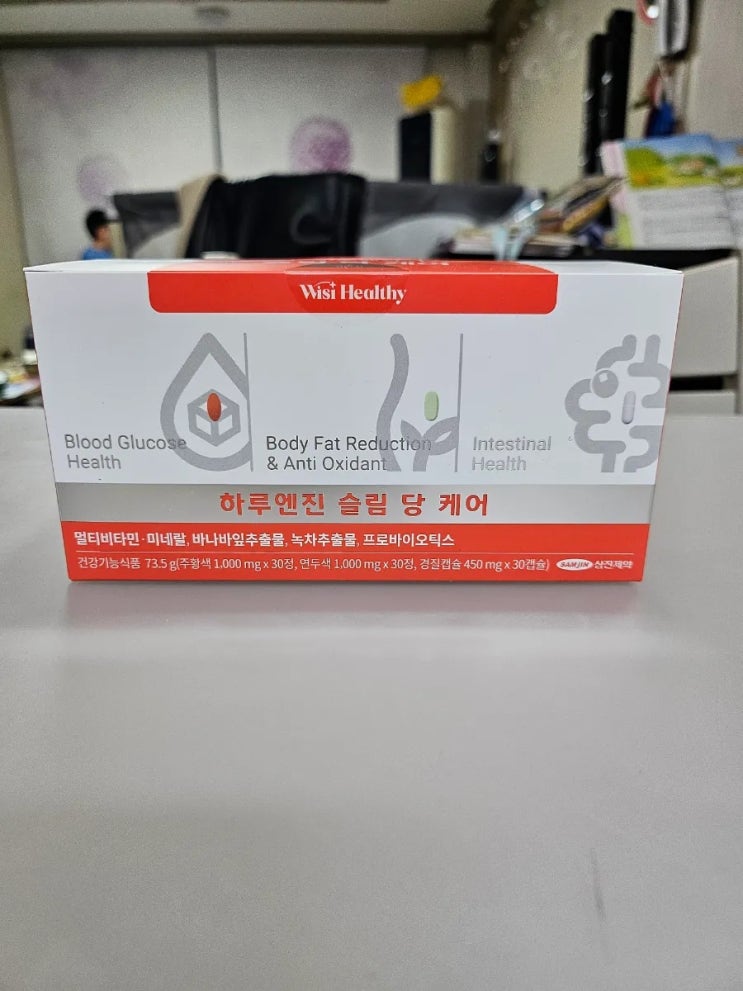 Wisi Healthy
Blood Glucose
Health
Body Fat Reduction
& Anti Oxidant
Intestinal
Health
하루엔진 슬림 당 케어
멀티비타민·미네랄, 바나바잎추출물, 녹차추출물, 프로바이오틱스
건강기능식품 73.5 g(주황색 1,000 mg x 30정, 연두색 1,000 mg x 30정, 경질캡슐 450 mg x 30캡슐) SAMJIN 삼진제약